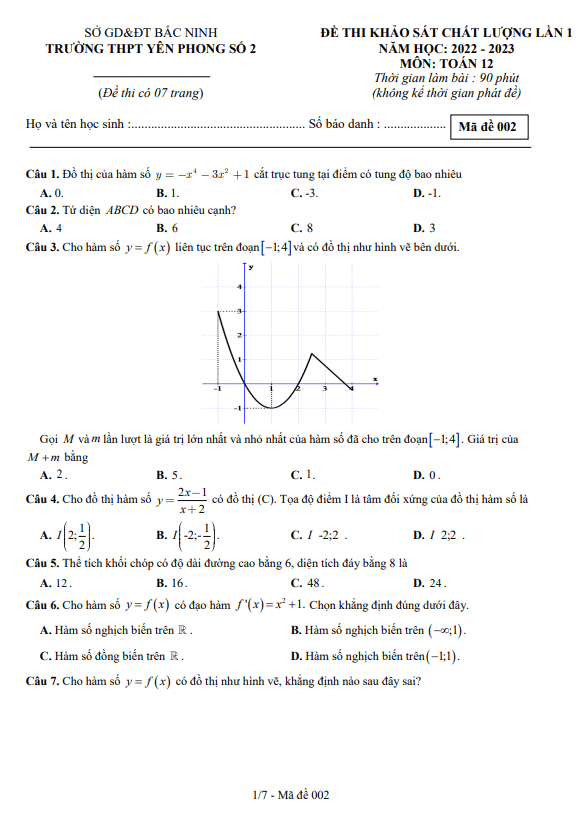 SỞ GD&ĐT BẮC NINH
TRƯỜNG THPT YÊN PHONG SỐ 2
(Đề thi có 07 trang)
ĐỀ THI KHẢO SÁT CHẤT LƯỢNG LẦN 1
NĂM HỌC: 2022 - 2023
MÔN: TOÁN 12
Thời gian làm bài : 90 phút
(không kể thời gian phát đề)
Họ và tên học sinh :..................................................... Số báo danh : ................... Mã đề 002
Câu 1. Đồ thị của hàm số y = −x⁴ − 3x² + 1 cắt trục tung tại điểm có tung độ bao nhiêu
A. 0. B. 1. C. -3. D. -1.
Câu 2. Tứ diện ABCD có bao nhiêu cạnh?
A. 4 B. 6 C. 8 D. 3
Câu 3. Cho hàm số y = f(x) liên tục trên đoạn[−1;4]và có đồ thị như hình vẽ bên dưới.
y
4
3
2
1
x
-1 1 2 3 4
-1
Gọi M và m lần lượt là giá trị lớn nhất và nhỏ nhất của hàm số đã cho trên đoạn[−1;4]. Giá trị của
M + m bằng
A. 2 . B. 5 . C. 1. D. 0 .
Câu 4. Cho đồ thị hàm số y = (2x−1)/(x+2) có đồ thị (C). Tọa độ điểm I là tâm đối xứng của đồ thị hàm số là
A. I(2;1/2). B. I(-2;-1/2). C. I -2;2 . D. I 2;2 .
Câu 5. Thể tích khối chóp có độ dài đường cao bằng 6, diện tích đáy bằng 8 là
A. 12 . B. 16 . C. 48 . D. 24 .
Câu 6. Cho hàm số y = f(x) có đạo hàm f'(x) = x² + 1. Chọn khẳng định đúng dưới đây.
A. Hàm số nghịch biến trên ℝ . B. Hàm số nghịch biến trên (−∞;1).
C. Hàm số đồng biến trên ℝ . D. Hàm số nghịch biến trên(−1;1).
Câu 7. Cho hàm số y = f(x) có đồ thị như hình vẽ, khẳng định nào sau đây sai?
1/7 - Mã đề 002